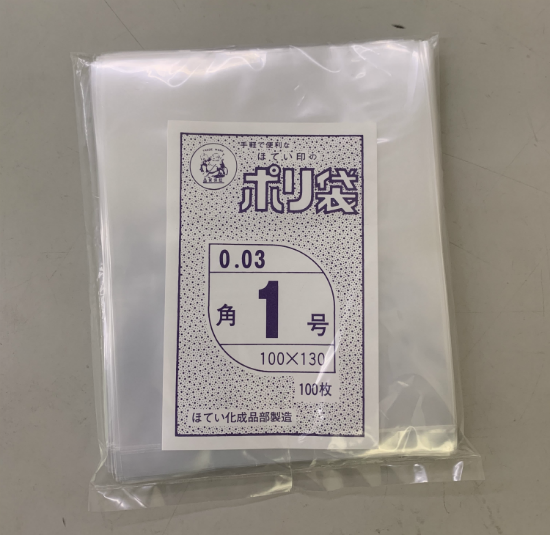 手軽で便利な
ほてい印の
ポリ袋
0.03
角 1 号
100×130
100枚
ほてい化成品部製造